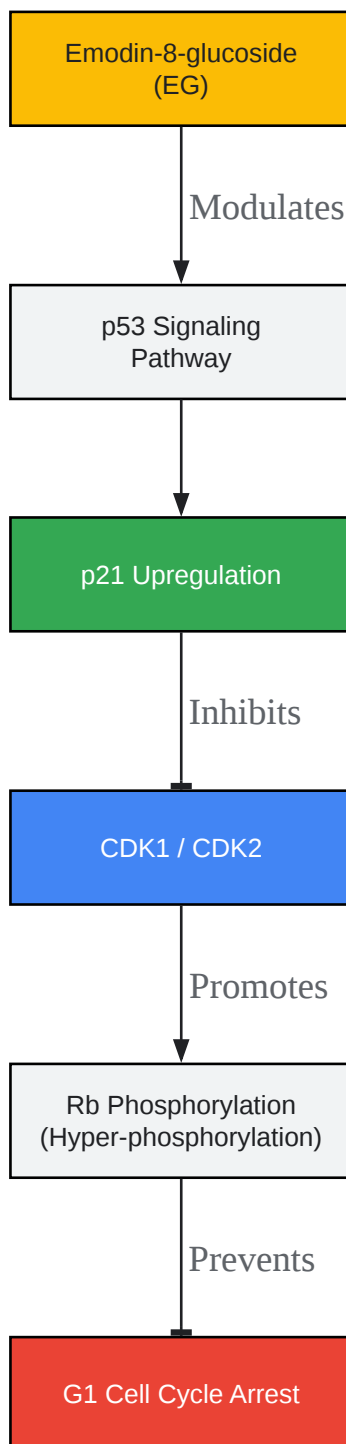 Emodin-8-glucoside
(EG)
Modulates
p53 Signaling
Pathway
p21 Upregulation
Inhibits
CDK1 / CDK2
Promotes
Rb Phosphorylation
(Hyper-phosphorylation)
Prevents
G1 Cell Cycle Arrest